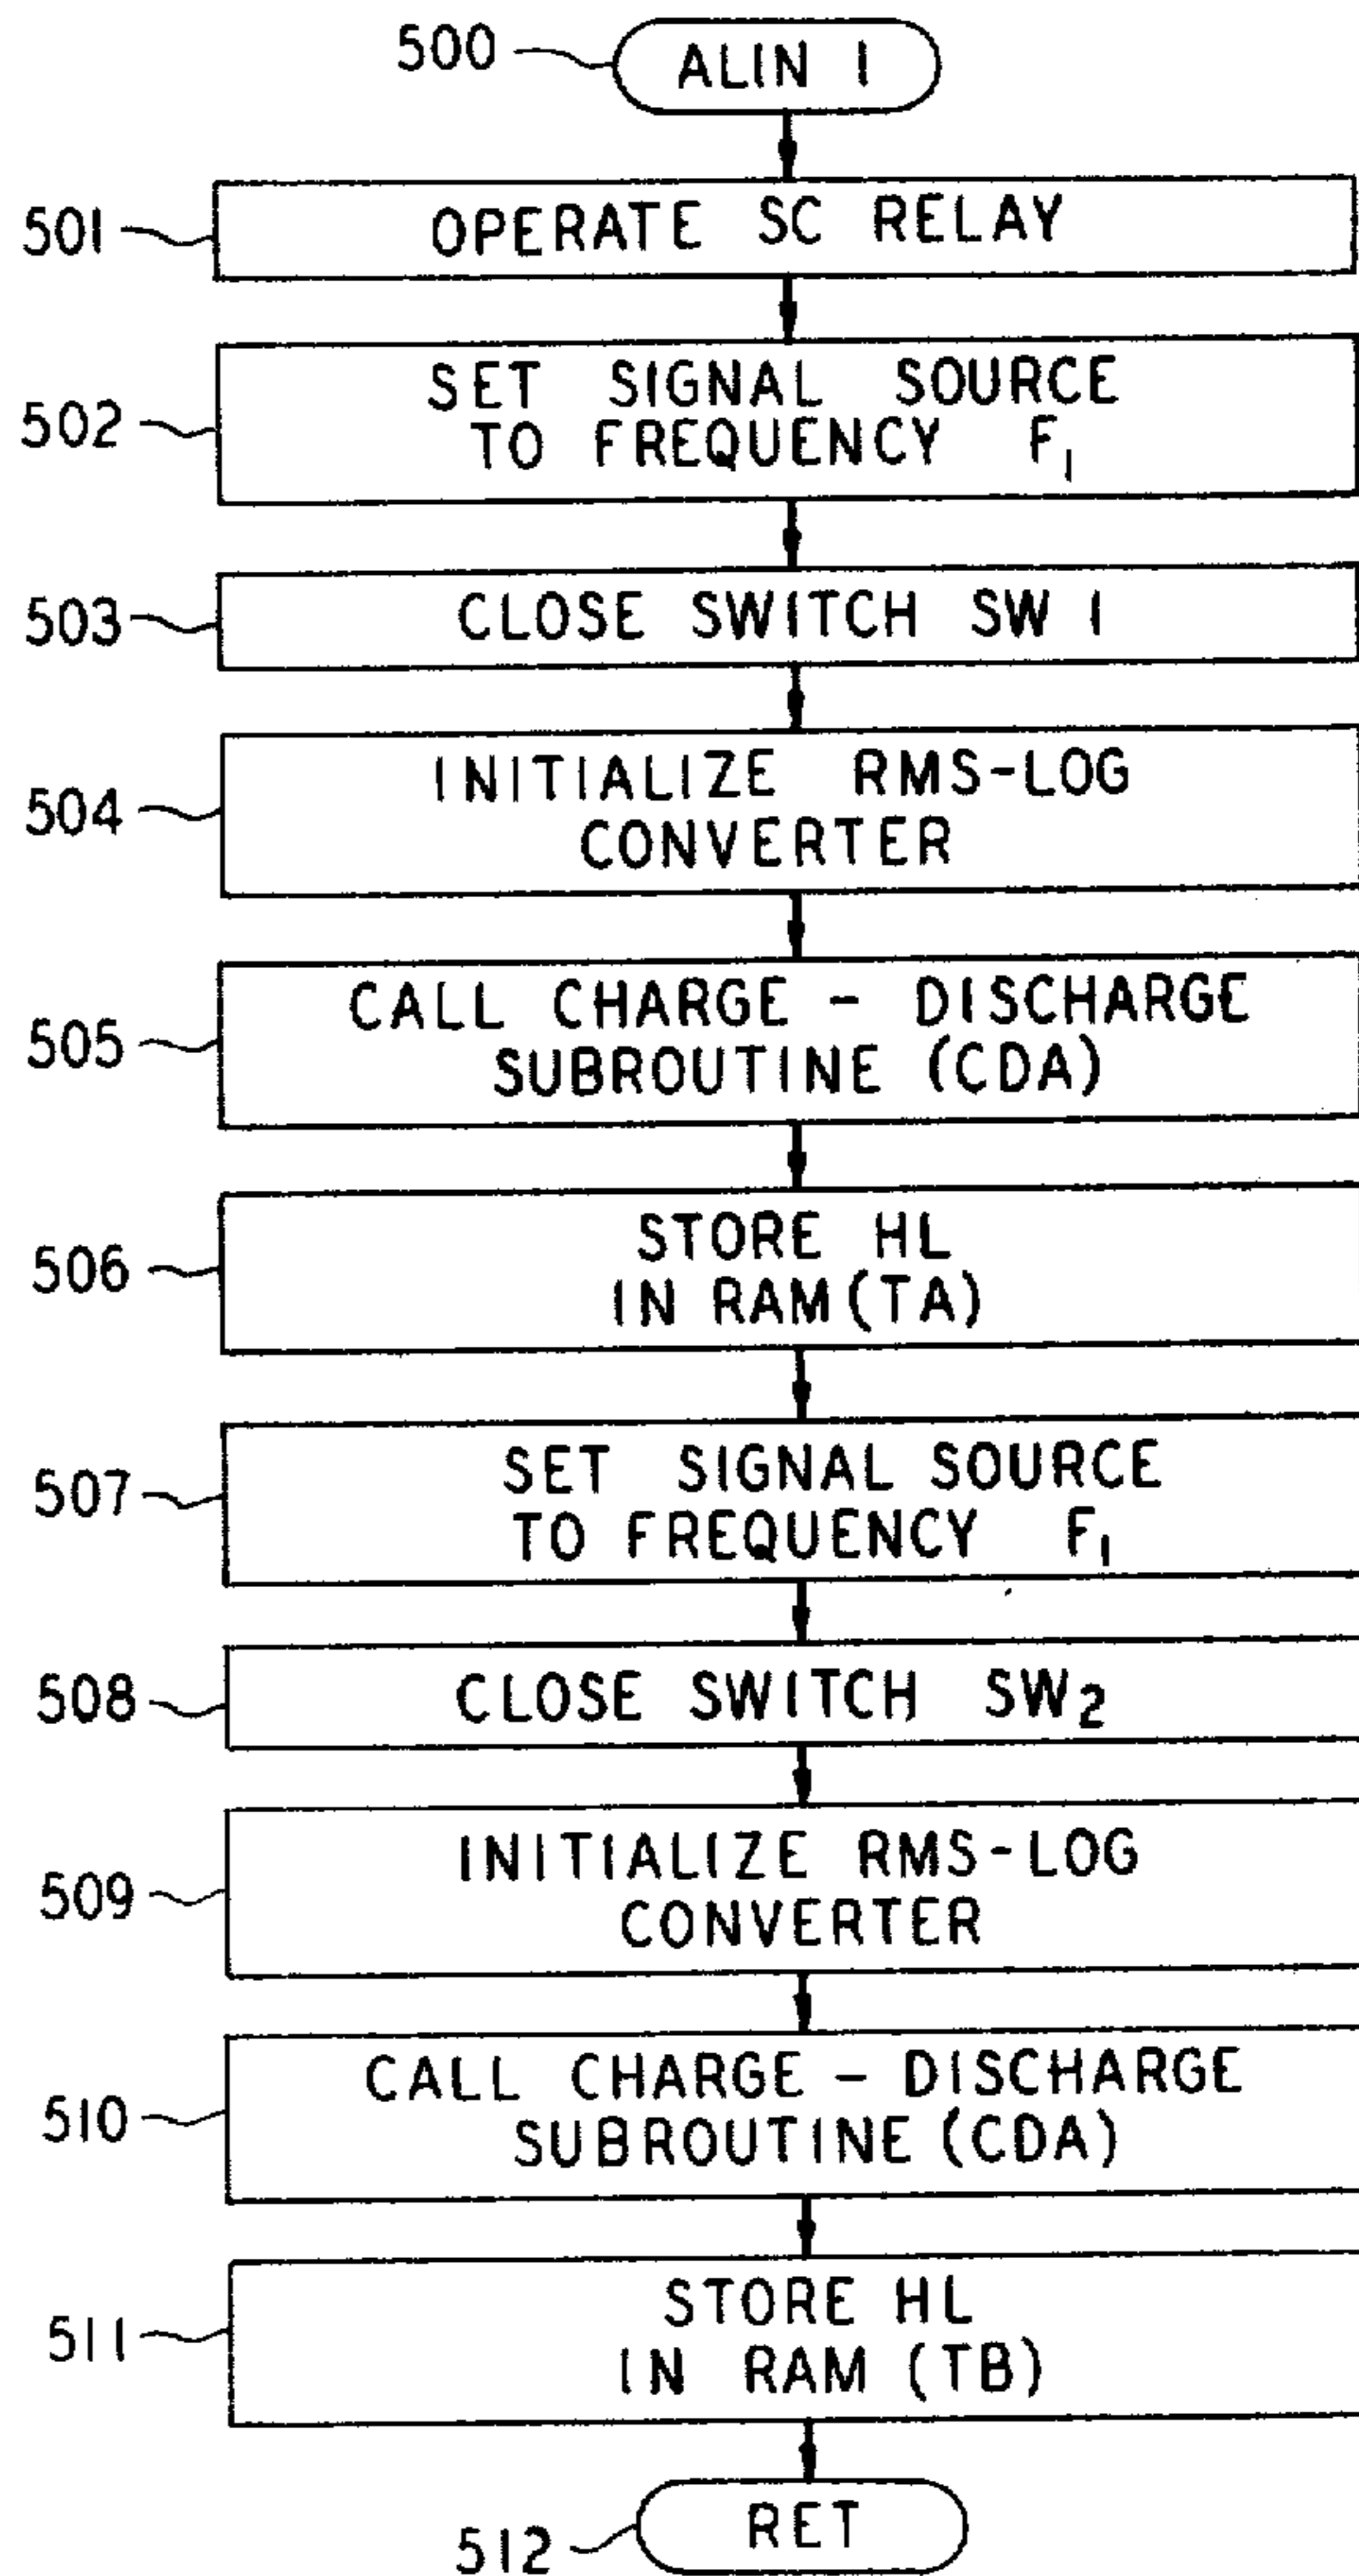 500 ALIN 1
501 OPERATE SC RELAY
502 SET SIGNAL SOURCE
TO FREQUENCY F₁
503 CLOSE SWITCH SW 1
504 INITIALIZE RMS-LOG
CONVERTER
505 CALL CHARGE - DISCHARGE
SUBROUTINE (CDA)
506 STORE HL
IN RAM (TA)
507 SET SIGNAL SOURCE
TO FREQUENCY F₁
508 CLOSE SWITCH SW₂
509 INITIALIZE RMS-LOG
CONVERTER
510 CALL CHARGE - DISCHARGE
SUBROUTINE (CDA)
511 STORE HL
IN RAM (TB)
512 RET